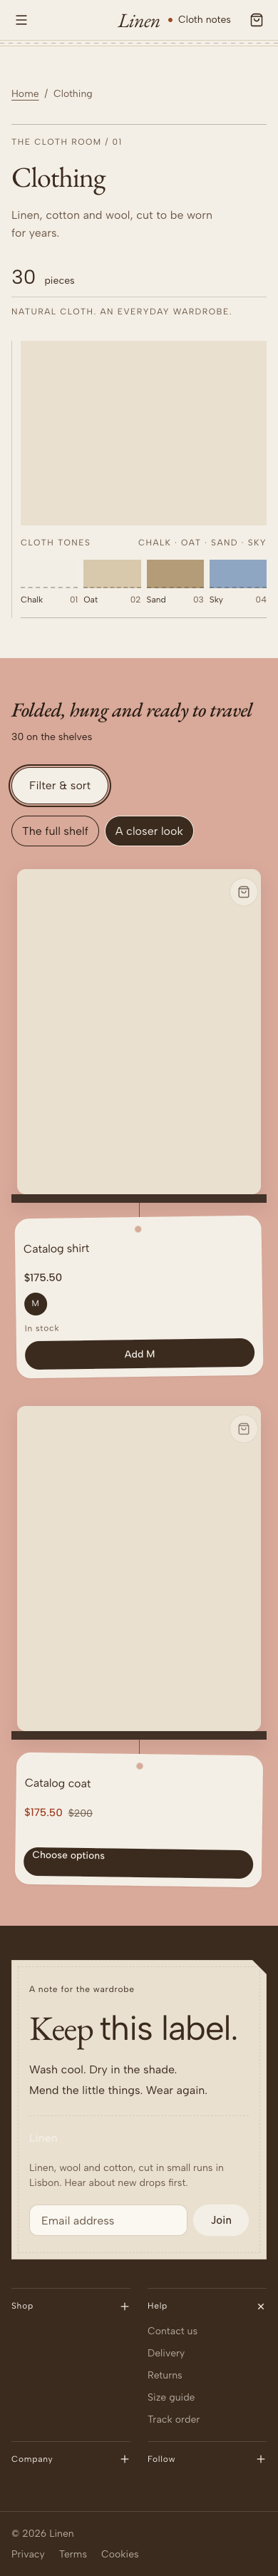 Linen
Cloth notes
Home / Clothing
THE CLOTH ROOM / 01
Clothing
Linen, cotton and wool, cut to be worn
for years.
30 pieces
NATURAL CLOTH. AN EVERYDAY WARDROBE.
CLOTH TONES CHALK · OAT · SAND · SKY
Chalk 01 Oat 02 Sand 03 Sky 04
Folded, hung and ready to travel
30 on the shelves
Filter & sort
The full shelf A closer look
Catalog shirt
$175.50
M
In stock
Add M
Catalog coat
$175.50 $200
Choose options
A note for the wardrobe
Keep this label.
Wash cool. Dry in the shade.
Mend the little things. Wear again.
Linen
Linen, wool and cotton, cut in small runs in
Lisbon. Hear about new drops first.
Email address Join
Shop Help
Contact us
Delivery
Returns
Size guide
Track order
Company Follow
© 2026 Linen
Privacy Terms Cookies